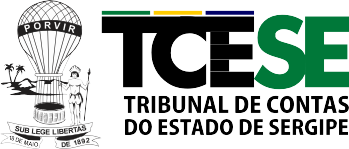 PORVIR
SUB LEGE LIBERTAS
18 DE MAIO DE 1892
TCESE
TRIBUNAL DE CONTAS
DO ESTADO DE SERGIPE